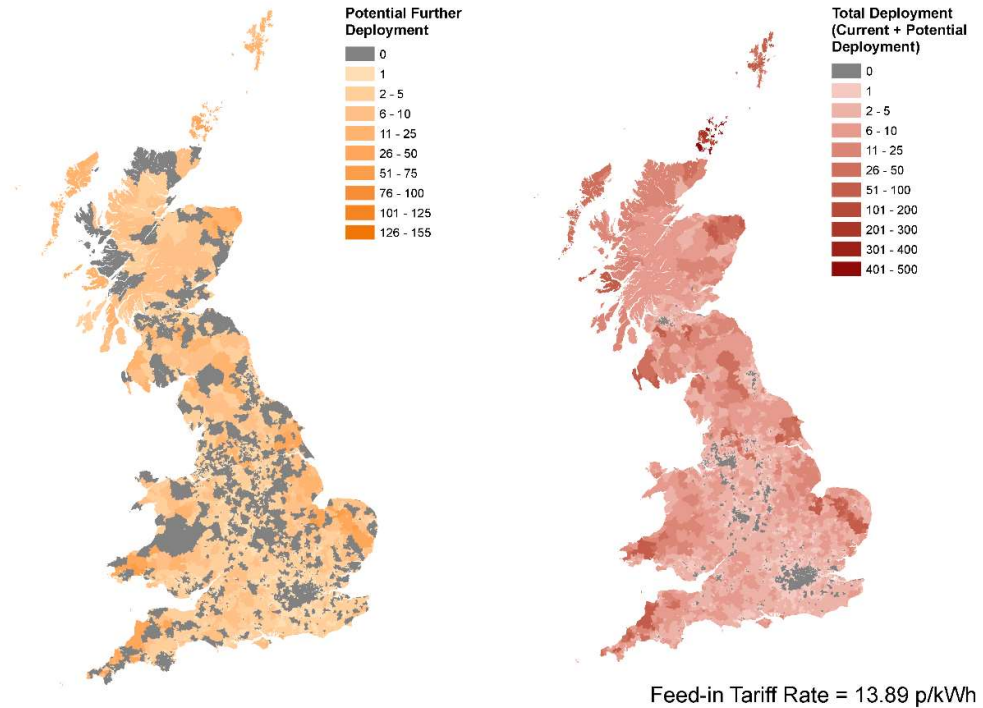 Potential Further
Deployment
0
1
2 - 5
6 - 10
11 - 25
26 - 50
51 - 75
76 - 100
101 - 125
126 - 155
Total Deployment
(Current + Potential
Deployment)
0
1
2 - 5
6 - 10
11 - 25
26 - 50
51 - 100
101 - 200
201 - 300
301 - 400
401 - 500
Feed-in Tariff Rate = 13.89 p/kWh